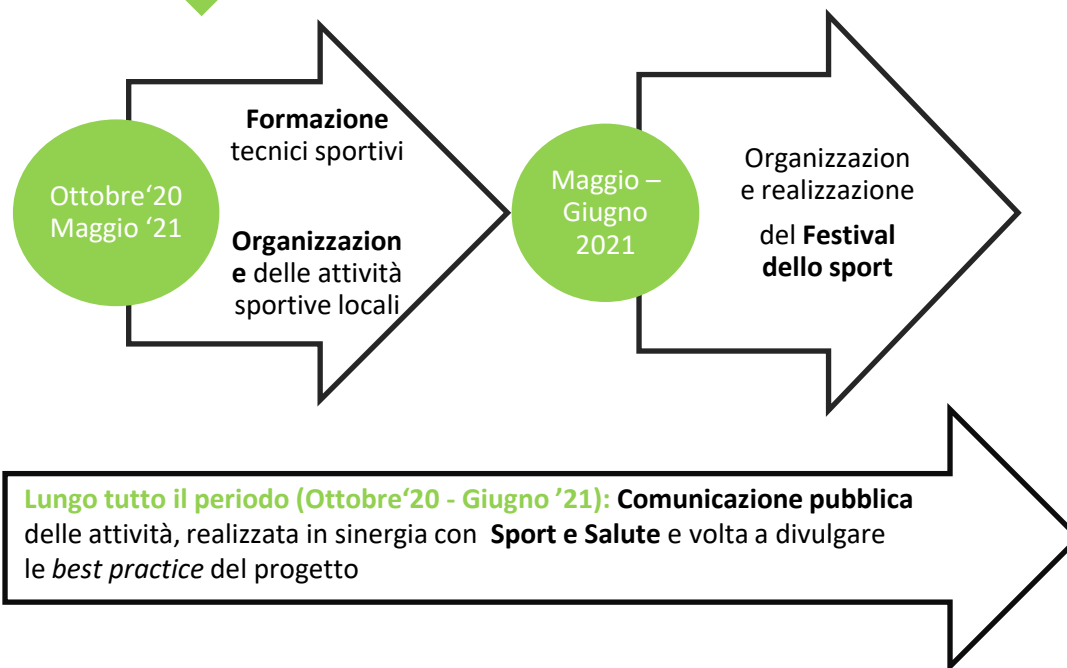 Ottobre‘20
Maggio ‘21
Formazione
tecnici sportivi
Organizzazion
e delle attività
sportive locali
Maggio –
Giugno
2021
Organizzazion
e realizzazione
del Festival
dello sport
Lungo tutto il periodo (Ottobre‘20 - Giugno ’21): Comunicazione pubblica
delle attività, realizzata in sinergia con Sport e Salute e volta a divulgare
le best practice del progetto